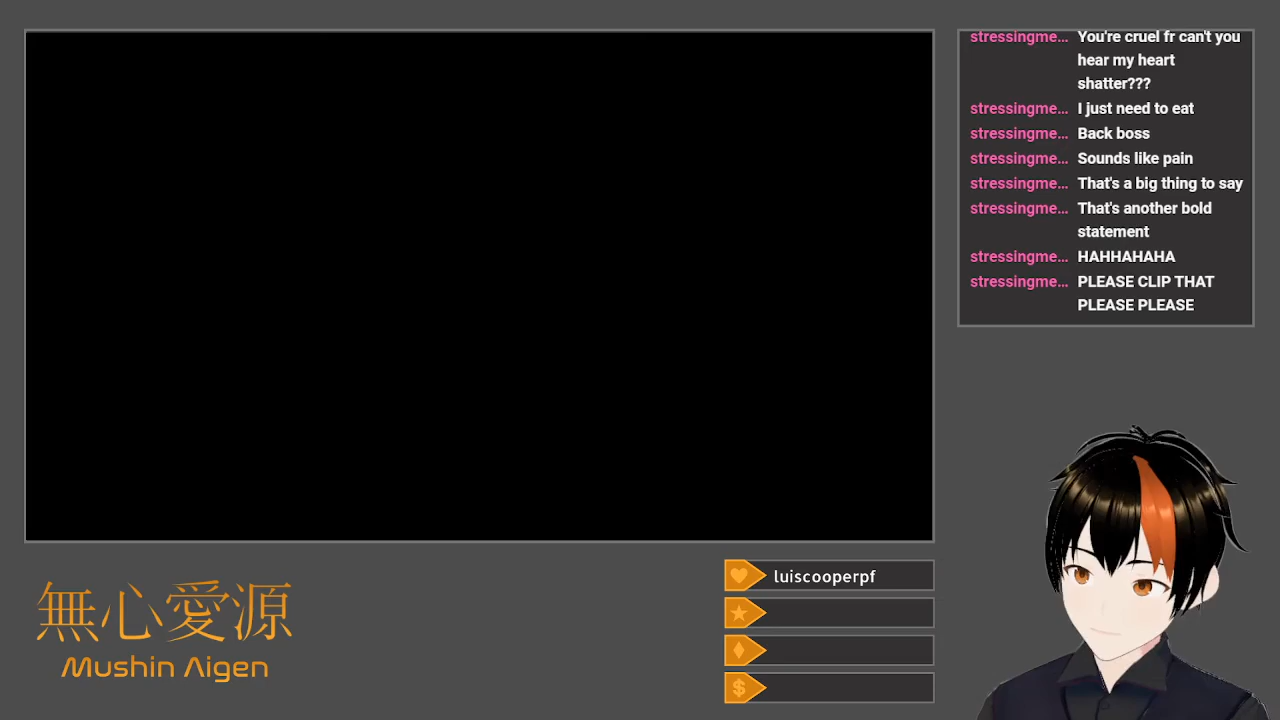 stressingme... You're cruel fr can't you
hear my heart
shatter???
stressingme... I just need to eat
stressingme... Back boss
stressingme... Sounds like pain
stressingme... That's a big thing to say
stressingme... That's another bold
statement
stressingme... HAHHAHAHA
stressingme... PLEASE CLIP THAT
PLEASE PLEASE
luiscooperpf
$
無心愛源
Mushin Aigen